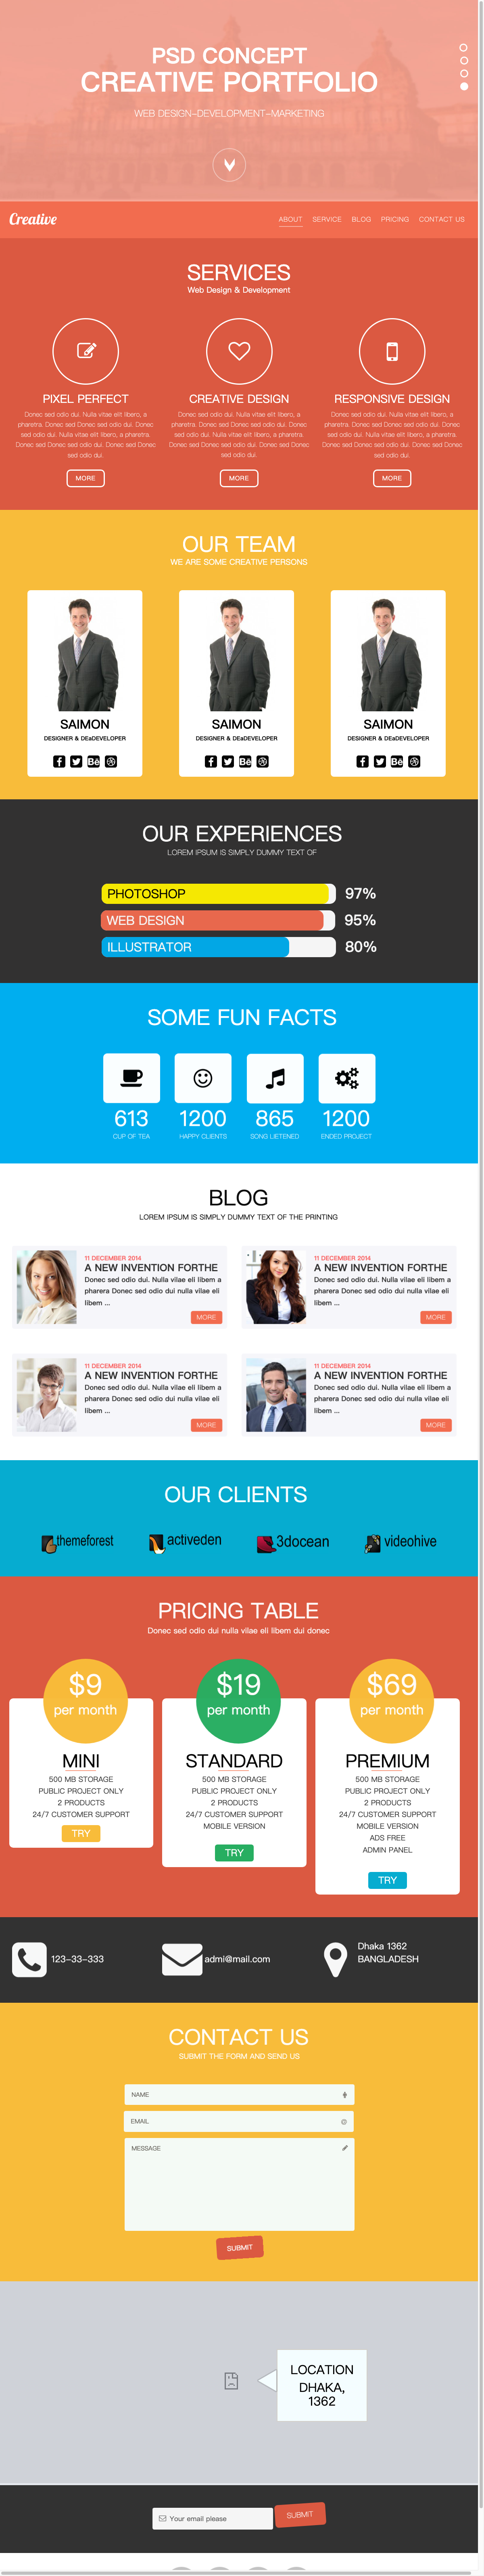 PSD CONCEPT
CREATIVE PORTFOLIO
WEB DESIGN-DEVELOPMENT-MARKETING
Creative
ABOUT SERVICE BLOG PRICING CONTACT US
SERVICES
Web Design & Development
PIXEL PERFECT
Donec sed odio dui. Nulla vitae elit libero, a
pharetra. Donec sed Donec sed odio dui. Donec
sed odio dui. Nulla vitae elit libero, a pharetra.
Donec sed Donec sed odio dui. Donec sed Donec
sed odio dui.
MORE
CREATIVE DESIGN
Donec sed odio dui. Nulla vitae elit libero, a
pharetra. Donec sed Donec sed odio dui. Donec
sed odio dui. Nulla vitae elit libero, a pharetra.
Donec sed Donec sed odio dui. Donec sed Donec
sed odio dui.
MORE
RESPONSIVE DESIGN
Donec sed odio dui. Nulla vitae elit libero, a
pharetra. Donec sed Donec sed odio dui. Donec
sed odio dui. Nulla vitae elit libero, a pharetra.
Donec sed Donec sed odio dui. Donec sed Donec
sed odio dui.
MORE
OUR TEAM
WE ARE SOME CREATIVE PERSONS
SAIMON
DESIGNER & DEaDEVELOPER
SAIMON
DESIGNER & DEaDEVELOPER
SAIMON
DESIGNER & DEaDEVELOPER
OUR EXPERIENCES
LOREM IPSUM IS SIMPLY DUMMY TEXT OF
PHOTOSHOP 97%
WEB DESIGN 95%
ILLUSTRATOR 80%
SOME FUN FACTS
613
CUP OF TEA
1200
HAPPY CLIENTS
865
SONG LIETENED
1200
ENDED PROJECT
BLOG
LOREM IPSUM IS SIMPLY DUMMY TEXT OF THE PRINTING
11 DECEMBER 2014
A NEW INVENTION FORTHE
Donec sed odio dui. Nulla vilae eli libem a
pharera Donec sed odio dui nulla vilae eli
libem ...
MORE
11 DECEMBER 2014
A NEW INVENTION FORTHE
Donec sed odio dui. Nulla vilae eli libem a
pharera Donec sed odio dui nulla vilae eli
libem ...
MORE
11 DECEMBER 2014
A NEW INVENTION FORTHE
Donec sed odio dui. Nulla vilae eli libem a
pharera Donec sed odio dui nulla vilae eli
libem ...
MORE
11 DECEMBER 2014
A NEW INVENTION FORTHE
Donec sed odio dui. Nulla vilae eli libem a
pharera Donec sed odio dui nulla vilae eli
libem ...
MORE
OUR CLIENTS
themeforest activeden 3docean videohive
PRICING TABLE
Donec sed odio dui nulla vilae eli libem dui donec
$9
per month
MINI
500 MB STORAGE
PUBLIC PROJECT ONLY
2 PRODUCTS
24/7 CUSTOMER SUPPORT
TRY
$19
per month
STANDARD
500 MB STORAGE
PUBLIC PROJECT ONLY
2 PRODUCTS
24/7 CUSTOMER SUPPORT
MOBILE VERSION
TRY
$69
per month
PREMIUM
500 MB STORAGE
PUBLIC PROJECT ONLY
2 PRODUCTS
24/7 CUSTOMER SUPPORT
MOBILE VERSION
ADS FREE
ADMIN PANEL
TRY
123-33-333
admi@mail.com
Dhaka 1362
BANGLADESH
CONTACT US
SUBMIT THE FORM AND SEND US
NAME
EMAIL
MESSAGE
SUBMIT
LOCATION
DHAKA,
1362
Your email please
SUBMIT